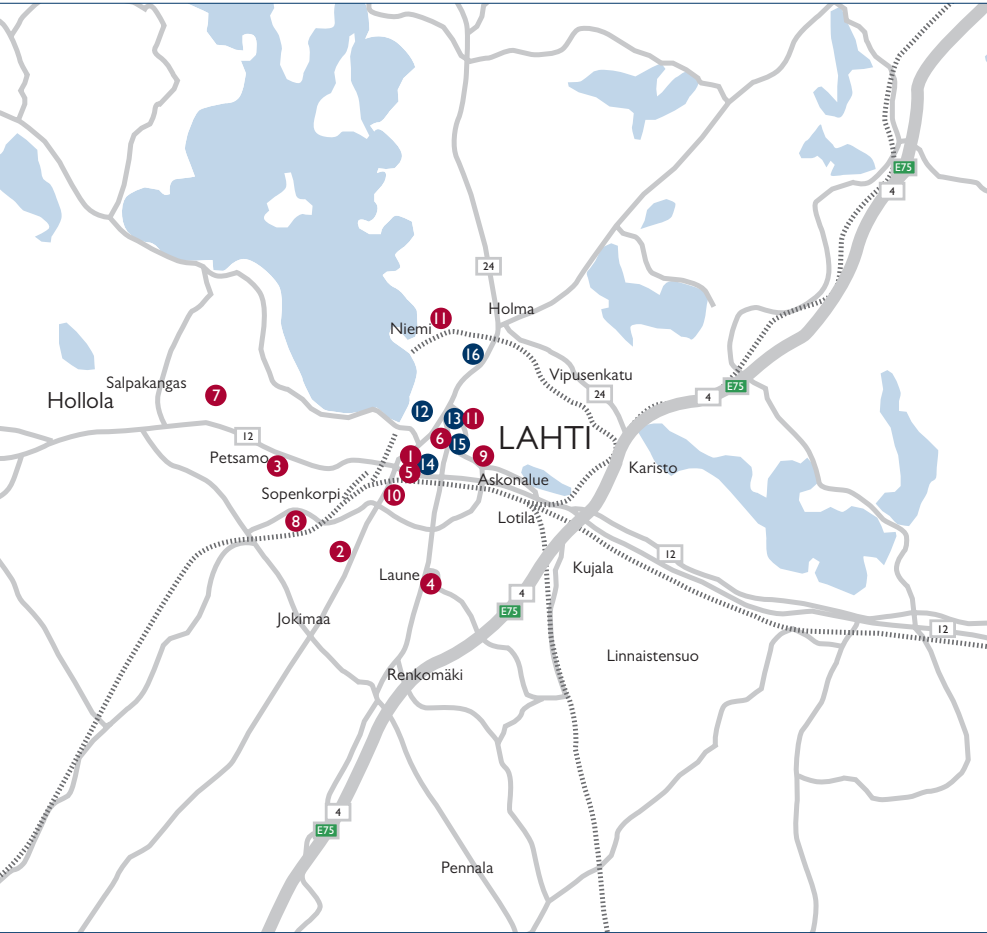 E75
4
24
Holma
11
Niemi
16
Vipusenkatu
E75
Salpakangas
7
24
4
Hollola
12
13
11
12
6
15
LAHTI
Petsamo
3
1
14
9
Karisto
5
Askonalue
Sopenkorpi
10
8
Lotila
2
12
Kujala
Laune
4
4
E75
Jokimaa
12
Linnaistensuo
Renkomäki
4
E75
Pennala